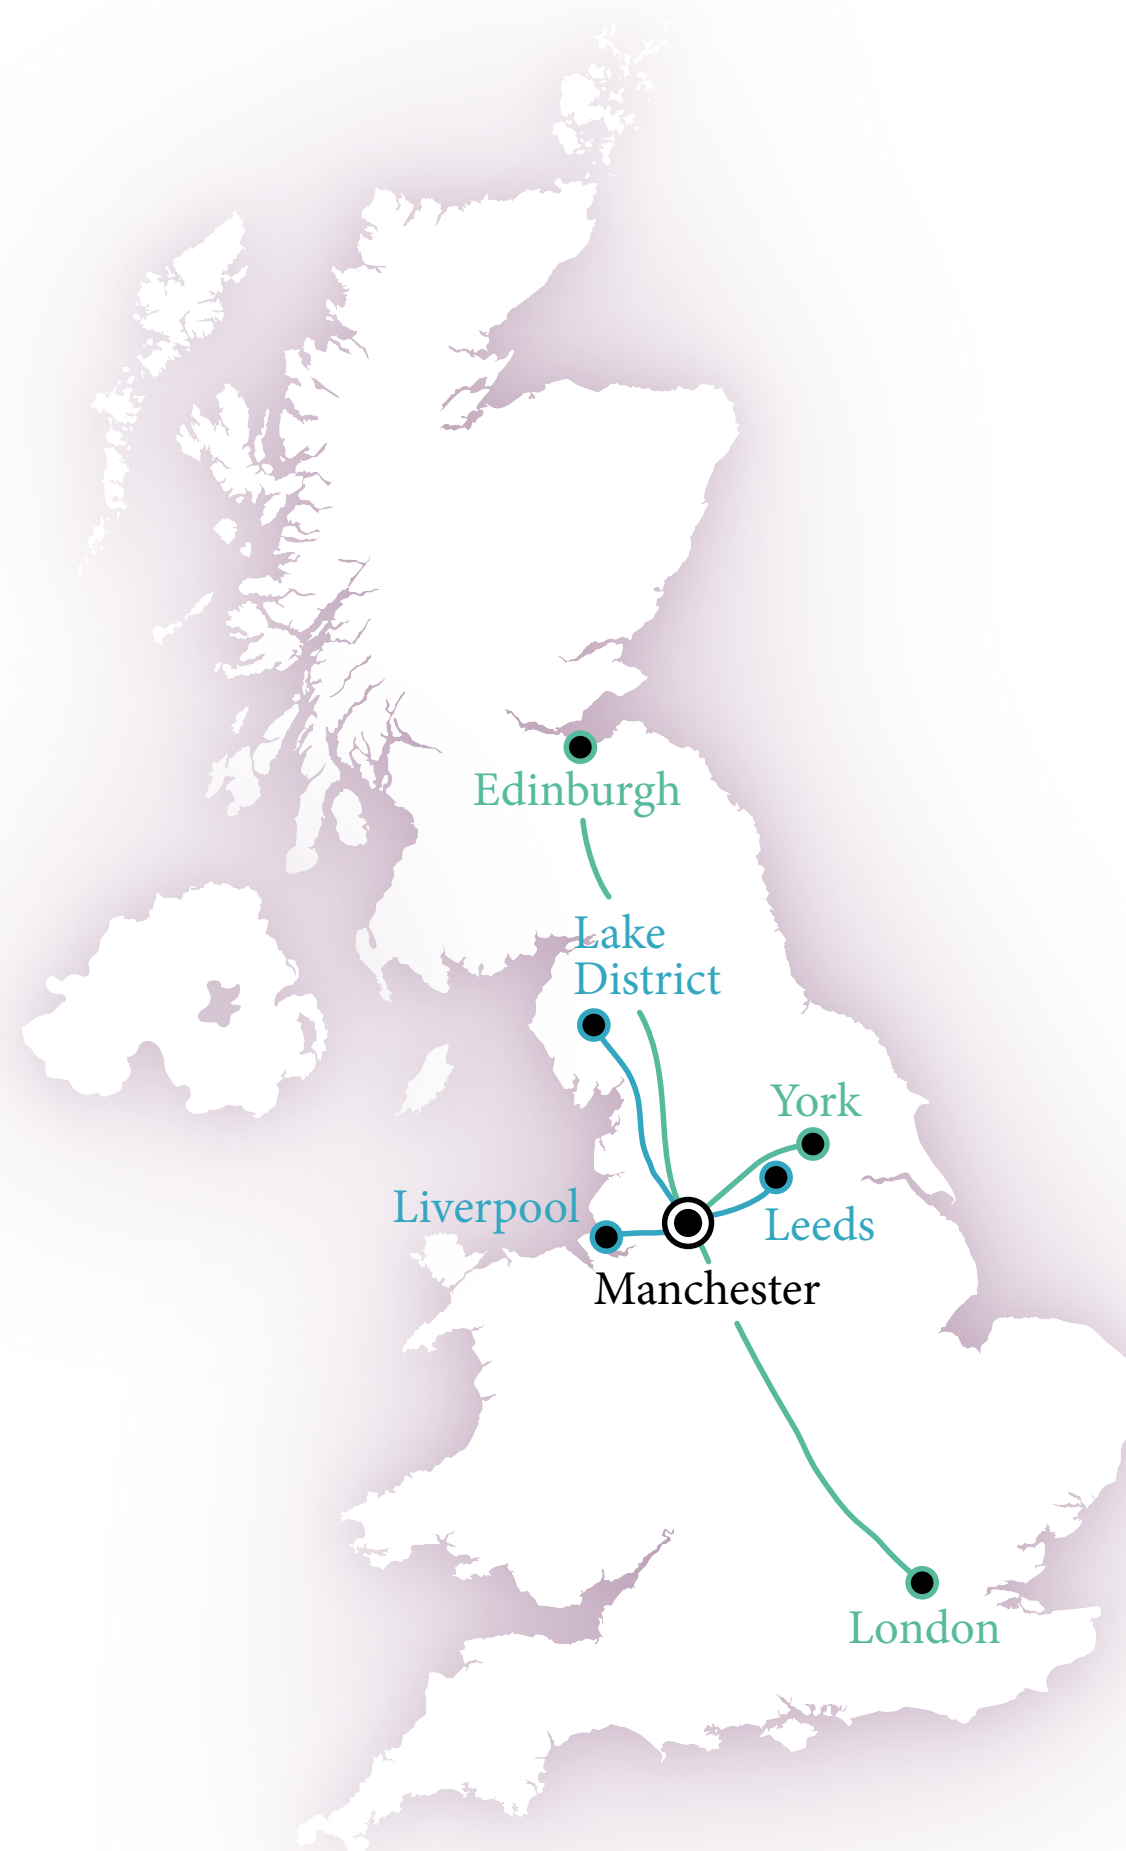 Edinburgh
Lake
District
York
Liverpool
Leeds
Manchester
London